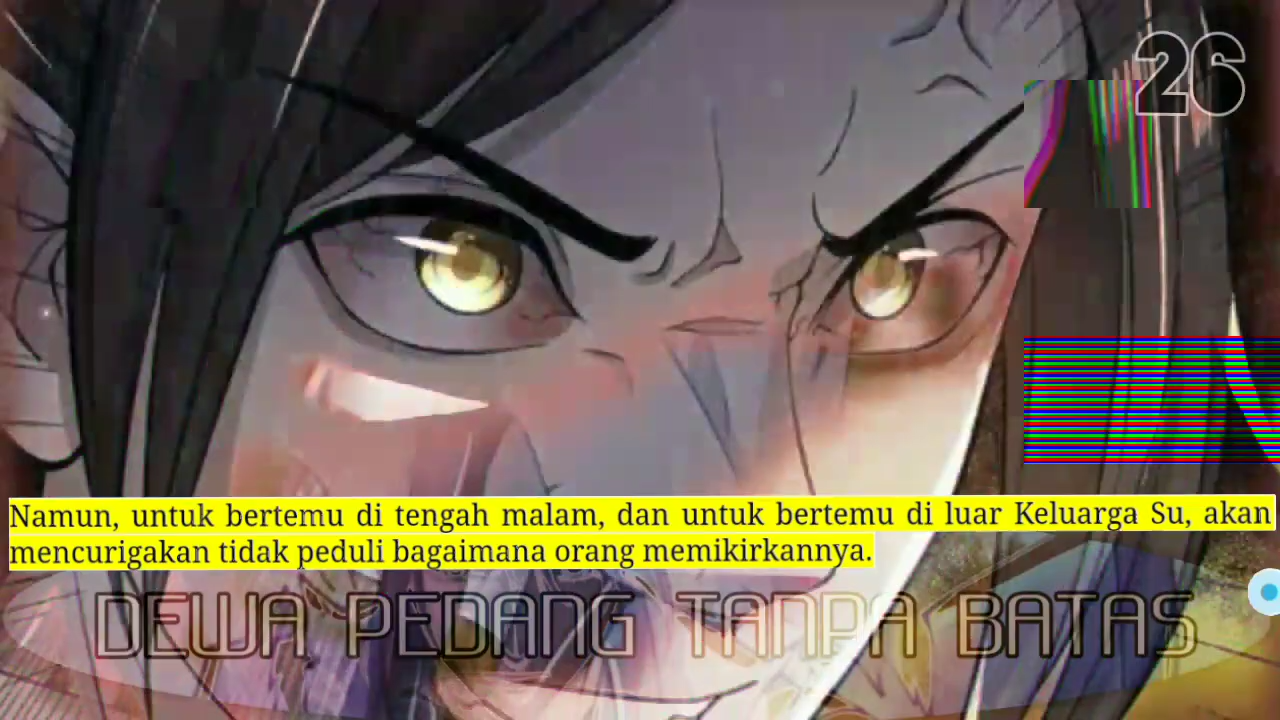 26
Namun, untuk bertemu di tengah malam, dan untuk bertemu di luar Keluarga Su, akan
mencurigakan tidak peduli bagaimana orang memikirkannya.
DEWA PEDANG TANPA BATAS